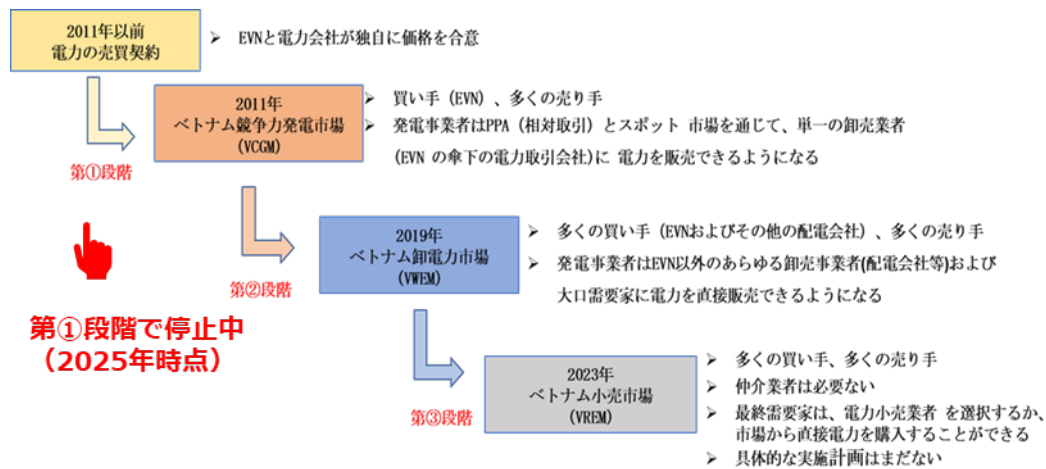 2011年以前
電力の売買契約
➢ EVNと電力会社が独自に価格を合意
2011年
ベトナム競争力発電市場
(VCGM)
➢ 買い手（EVN）、多くの売り手
➢ 発電事業者はPPA（相対取引）とスポット 市場を通じて、単一の卸売業者
(EVN の傘下の電力取引会社)に 電力を販売できるようになる
第①段階
2019年
ベトナム卸電力市場
(VWEM)
➢ 多くの買い手（EVNおよびその他の配電会社）、多くの売り手
➢ 発電事業者はEVN以外のあらゆる卸売事業者(配電会社等)および
大口需要家に電力を直接販売できるようになる
第②段階
第①段階で停止中
（2025年時点）
2023年
ベトナム小売市場
(VREM)
➢ 多くの買い手、多くの売り手
➢ 仲介業者は必要ない
➢ 最終需要家は、電力小売業者 を選択するか、
市場から直接電力を購入することができる
➢ 具体的な実施計画はまだない
第③段階